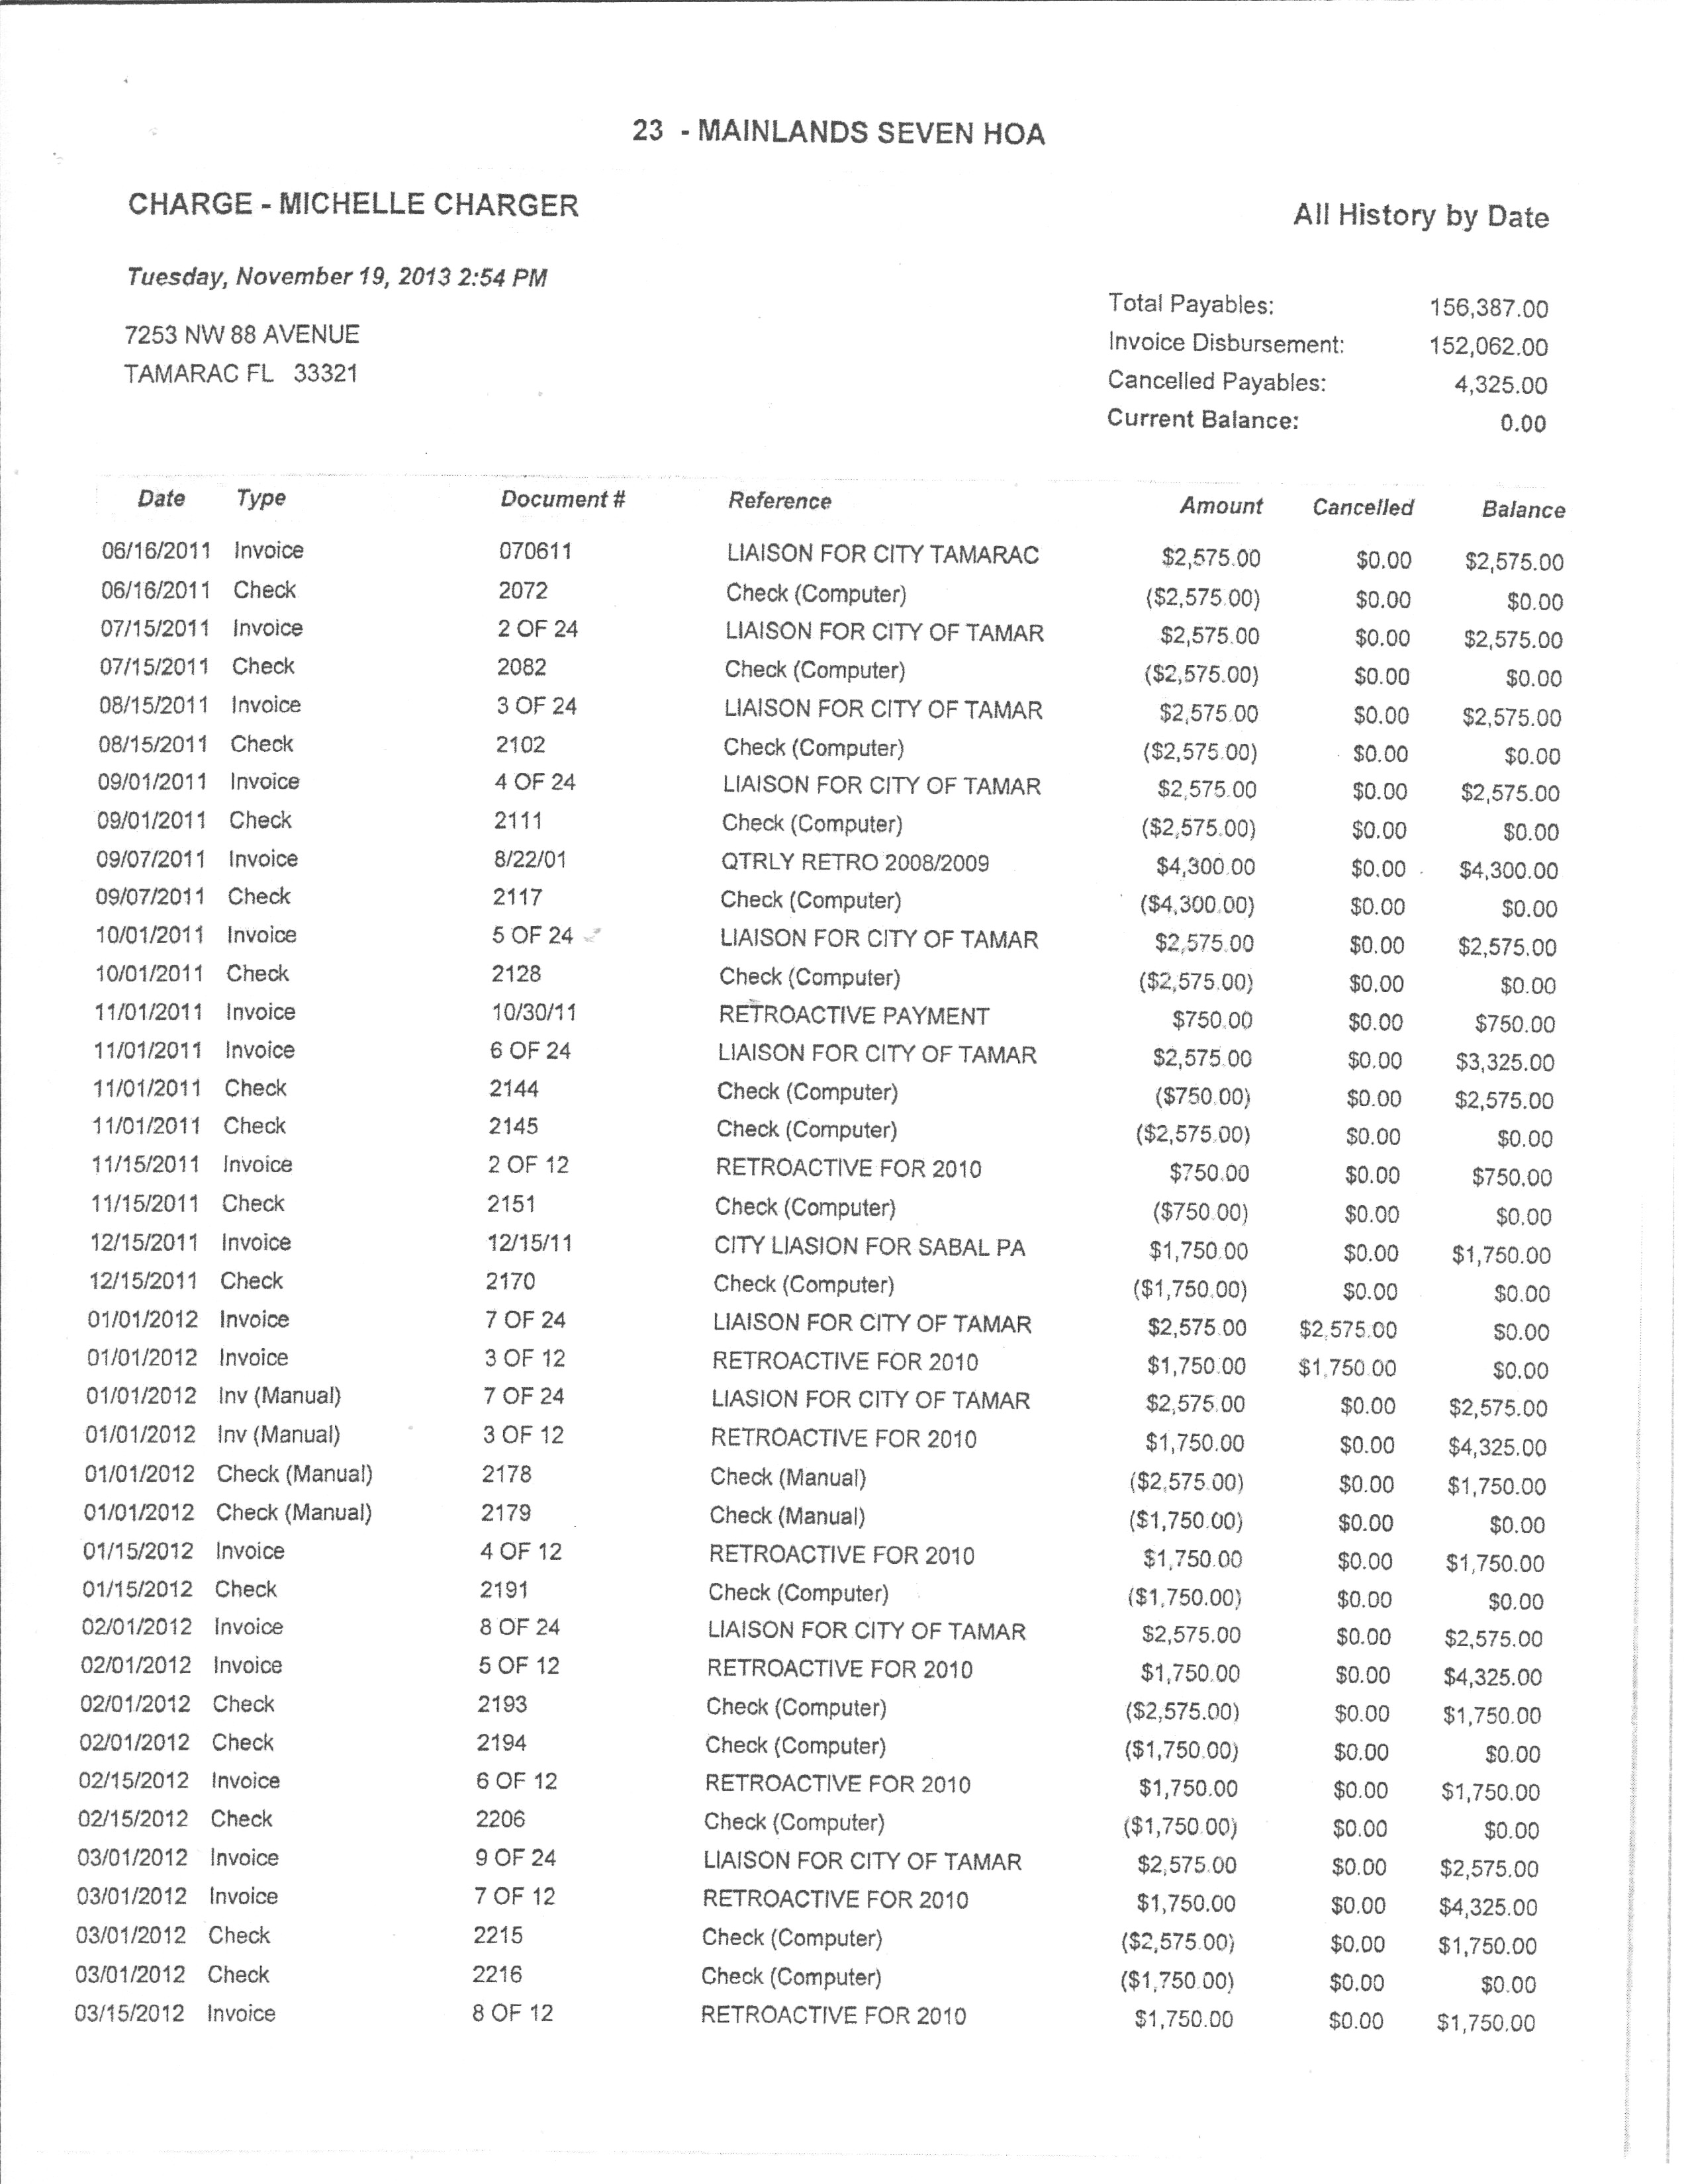 23 - MAINLANDS SEVEN HOA
CHARGE - MICHELLE CHARGER
All History by Date
Tuesday, November 19, 2013 2:54 PM
7253 NW 88 AVENUE
TAMARAC FL 33321
Total Payables: 156,387.00
Invoice Disbursement: 152,062.00
Cancelled Payables: 4,325.00
Current Balance: 0.00
Date Type Document # Reference Amount Cancelled Balance
06/16/2011 Invoice 070611 LIAISON FOR CITY TAMARAC $2,575.00 $0.00 $2,575.00
06/16/2011 Check 2072 Check (Computer) ($2,575.00) $0.00 $0.00
07/15/2011 Invoice 2 OF 24 LIAISON FOR CITY OF TAMAR $2,575.00 $0.00 $2,575.00
07/15/2011 Check 2082 Check (Computer) ($2,575.00) $0.00 $0.00
08/15/2011 Invoice 3 OF 24 LIAISON FOR CITY OF TAMAR $2,575.00 $0.00 $2,575.00
08/15/2011 Check 2102 Check (Computer) ($2,575.00) $0.00 $0.00
09/01/2011 Invoice 4 OF 24 LIAISON FOR CITY OF TAMAR $2,575.00 $0.00 $2,575.00
09/01/2011 Check 2111 Check (Computer) ($2,575.00) $0.00 $0.00
09/07/2011 Invoice 8/22/01 QTRLY RETRO 2008/2009 $4,300.00 $0.00 $4,300.00
09/07/2011 Check 2117 Check (Computer) ($4,300.00) $0.00 $0.00
10/01/2011 Invoice 5 OF 24 LIAISON FOR CITY OF TAMAR $2,575.00 $0.00 $2,575.00
10/01/2011 Check 2128 Check (Computer) ($2,575.00) $0.00 $0.00
11/01/2011 Invoice 10/30/11 RETROACTIVE PAYMENT $750.00 $0.00 $750.00
11/01/2011 Invoice 6 OF 24 LIAISON FOR CITY OF TAMAR $2,575.00 $0.00 $3,325.00
11/01/2011 Check 2144 Check (Computer) ($750.00) $0.00 $2,575.00
11/01/2011 Check 2145 Check (Computer) ($2,575.00) $0.00 $0.00
11/15/2011 Invoice 2 OF 12 RETROACTIVE FOR 2010 $750.00 $0.00 $750.00
11/15/2011 Check 2151 Check (Computer) ($750.00) $0.00 $0.00
12/15/2011 Invoice 12/15/11 CITY LIASION FOR SABAL PA $1,750.00 $0.00 $1,750.00
12/15/2011 Check 2170 Check (Computer) ($1,750.00) $0.00 $0.00
01/01/2012 Invoice 7 OF 24 LIAISON FOR CITY OF TAMAR $2,575.00 $2,575.00 $0.00
01/01/2012 Invoice 3 OF 12 RETROACTIVE FOR 2010 $1,750.00 $1,750.00 $0.00
01/01/2012 Inv (Manual) 7 OF 24 LIASION FOR CITY OF TAMAR $2,575.00 $0.00 $2,575.00
01/01/2012 Inv (Manual) 3 OF 12 RETROACTIVE FOR 2010 $1,750.00 $0.00 $4,325.00
01/01/2012 Check (Manual) 2178 Check (Manual) ($2,575.00) $0.00 $1,750.00
01/01/2012 Check (Manual) 2179 Check (Manual) ($1,750.00) $0.00 $0.00
01/15/2012 Invoice 4 OF 12 RETROACTIVE FOR 2010 $1,750.00 $0.00 $1,750.00
01/15/2012 Check 2191 Check (Computer) ($1,750.00) $0.00 $0.00
02/01/2012 Invoice 8 OF 24 LIAISON FOR CITY OF TAMAR $2,575.00 $0.00 $2,575.00
02/01/2012 Invoice 5 OF 12 RETROACTIVE FOR 2010 $1,750.00 $0.00 $4,325.00
02/01/2012 Check 2193 Check (Computer) ($2,575.00) $0.00 $1,750.00
02/01/2012 Check 2194 Check (Computer) ($1,750.00) $0.00 $0.00
02/15/2012 Invoice 6 OF 12 RETROACTIVE FOR 2010 $1,750.00 $0.00 $1,750.00
02/15/2012 Check 2206 Check (Computer) ($1,750.00) $0.00 $0.00
03/01/2012 Invoice 9 OF 24 LIAISON FOR CITY OF TAMAR $2,575.00 $0.00 $2,575.00
03/01/2012 Invoice 7 OF 12 RETROACTIVE FOR 2010 $1,750.00 $0.00 $4,325.00
03/01/2012 Check 2215 Check (Computer) ($2,575.00) $0.00 $1,750.00
03/01/2012 Check 2216 Check (Computer) ($1,750.00) $0.00 $0.00
03/15/2012 Invoice 8 OF 12 RETROACTIVE FOR 2010 $1,750.00 $0.00 $1,750.00